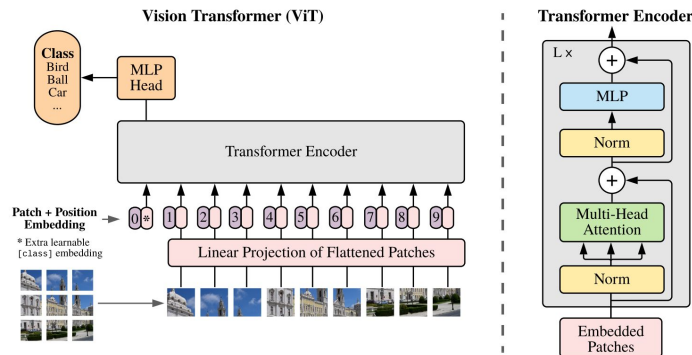 Vision Transformer (ViT)
Class
Bird
Ball
Car
...
MLP
Head
Transformer Encoder
Patch + Position
Embedding
0 * 1 2 3 4 5 6 7 8 9
* Extra learnable
[class] embedding
Linear Projection of Flattened Patches
Transformer Encoder
L ×
+
MLP
Norm
+
Multi-Head
Attention
Norm
Embedded
Patches